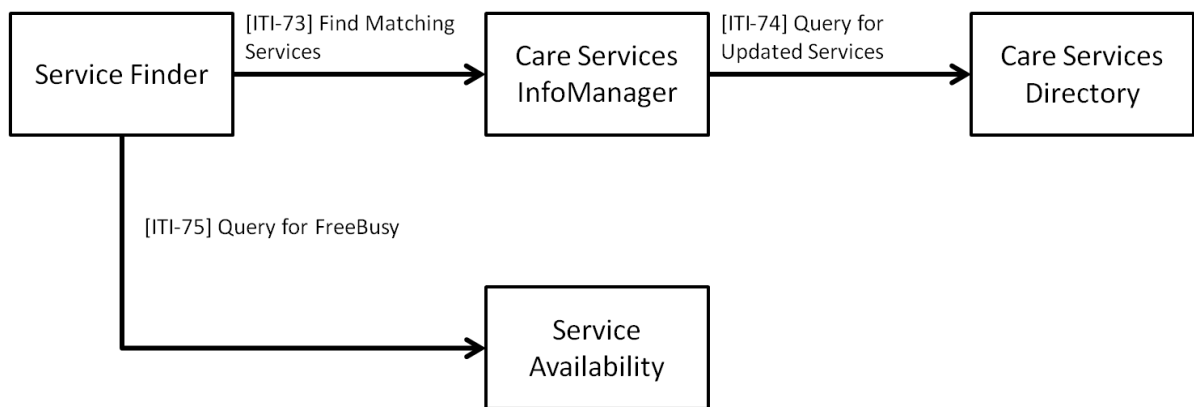 [ITI-73] Find Matching
Services
[ITI-74] Query for
Updated Services
Service Finder
Care Services
InfoManager
Care Services
Directory
[ITI-75] Query for FreeBusy
Service
Availability